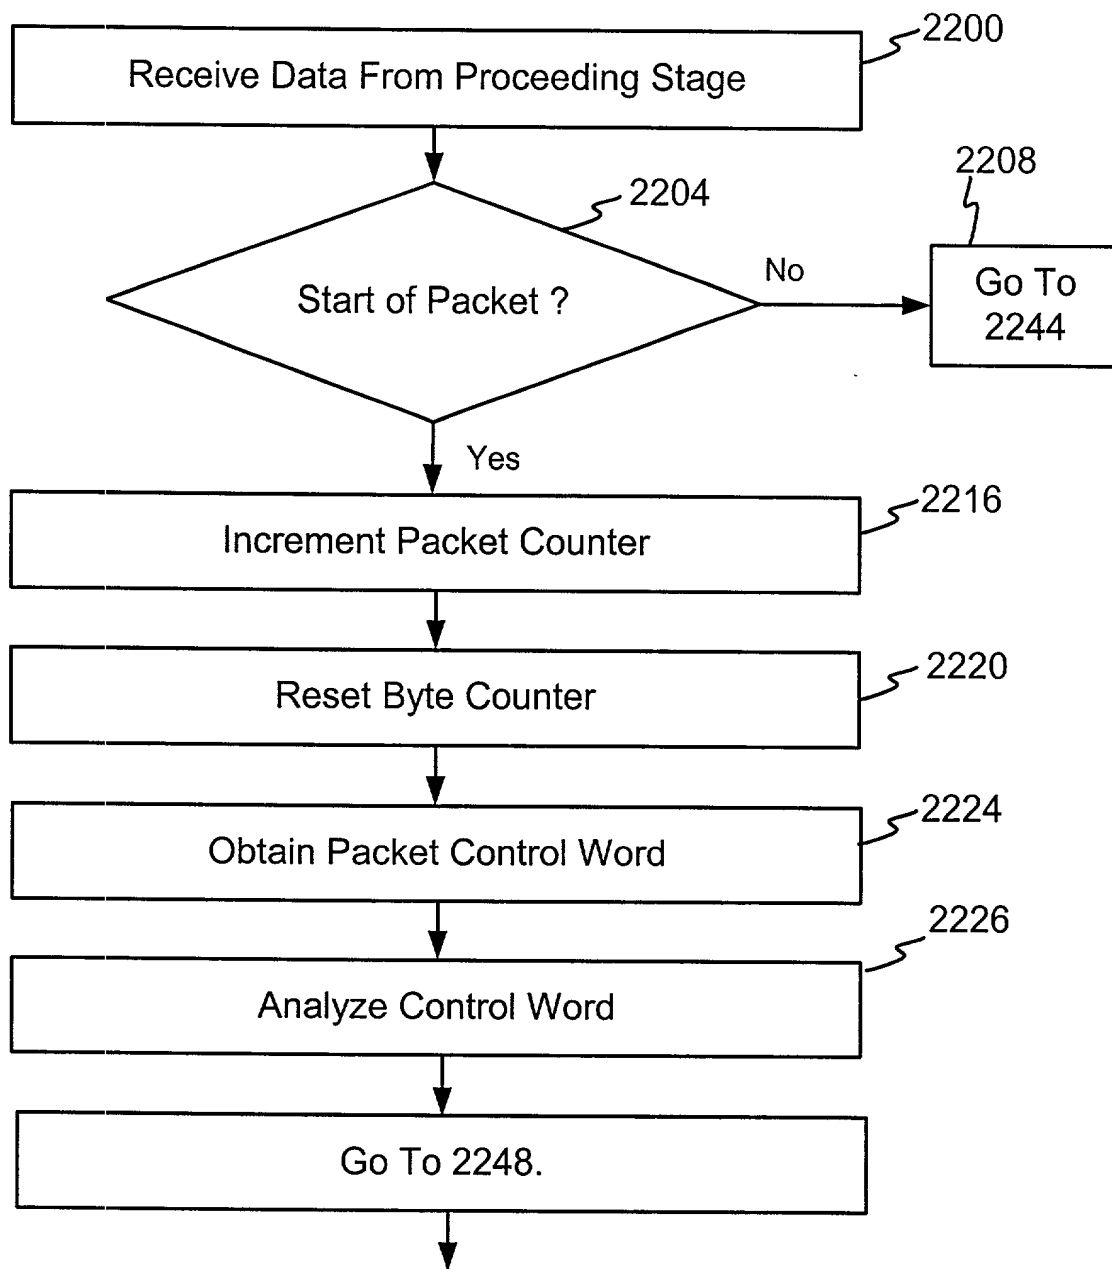 2200
Receive Data From Proceeding Stage
2204
2208
Start of Packet ?
No
Go To
2244
Yes
2216
Increment Packet Counter
2220
Reset Byte Counter
2224
Obtain Packet Control Word
2226
Analyze Control Word
Go To 2248.